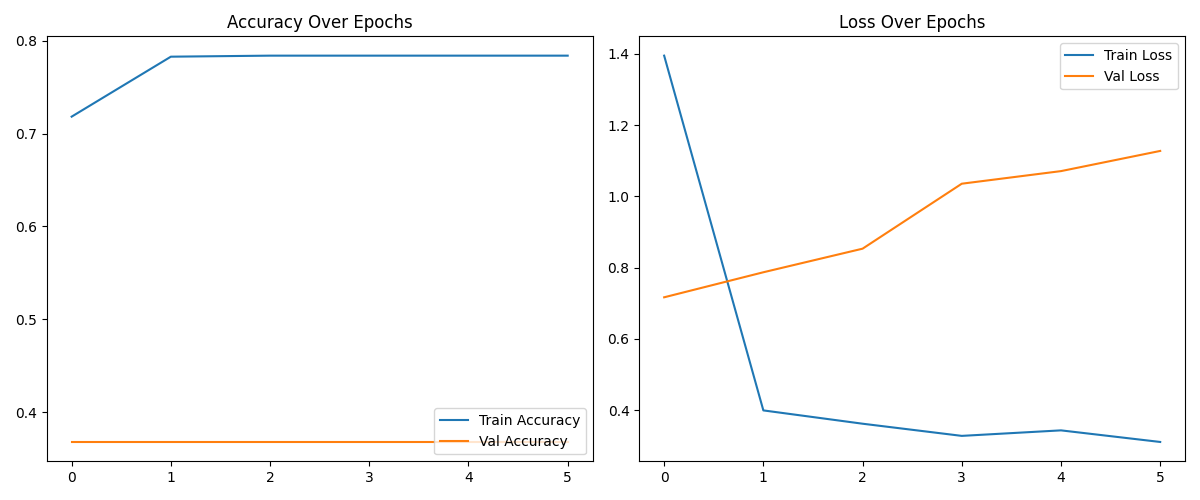 Accuracy Over Epochs
0.8
0.7
0.6
0.5
0.4
0 1 2 3 4 5
Train Accuracy
Val Accuracy
Loss Over Epochs
1.4
1.2
1.0
0.8
0.6
0.4
0 1 2 3 4 5
Train Loss
Val Loss